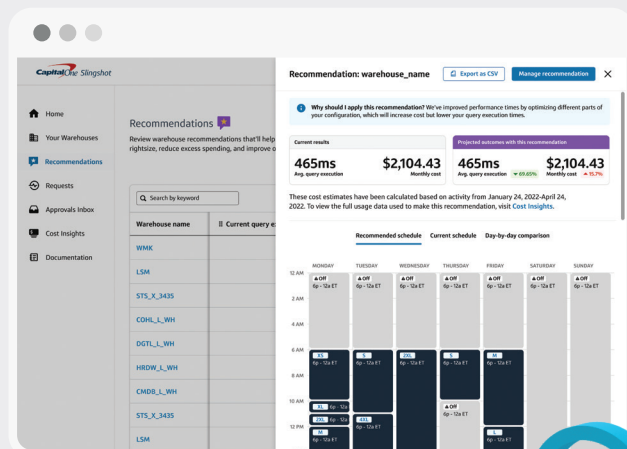 CapitalOne Slingshot
Home
Your Warehouses
Recommendations
Requests
Approvals Inbox
Cost Insights
Documentation
Recommendations
Review warehouse recommendations that'll help
rightsize, reduce excess spending, and improve o
Search by keyword
Warehouse name
Current query e
WMK
LSM
STS_X_3435
COHL_L_WH
DGTL_L_WH
HRDW_L_WH
CMDB_L_WH
STS_X_3435
LSM
Recommendation: warehouse_name
Export as CSV
Manage recommendation
Why should I apply this recommendation? We've improved performance times by optimizing different parts of
your configuration, which will increase cost but lower your query execution times.
Current results
465ms $2,104.43
Avg. query execution Monthly cost
Projected outcomes with this recommendation
465ms $2,104.43
Avg. query execution 69.65% Monthly cost 15.7%
These cost estimates have been calculated based on activity from January 24, 2022-April 24,
2022. To view the full usage data used to make this recommendation, visit Cost Insights.
Recommended schedule Current schedule Day-by-day comparison
MONDAY TUESDAY WEDNESDAY THURSDAY FRIDAY SATURDAY SUNDAY
12 AM Off Off Off Off Off Off Off
6p - 12a ET 6p - 12a ET 6p - 12a ET 6p - 12a ET 6p - 12a ET 6p - 12a ET 6p - 12a ET
2 AM
4 AM
6 AM XS S 2XL S M
6p - 12a ET 6p - 12a ET 6p - 12a ET 6p - 12a ET 6p - 12a ET
8 AM
10 AM XL 6p - 12a Off
6p - 12a ET
2XL 6p - 12a 4XL
12 PM 6p - 12a ET
M L
6p - 12a ET 6p - 12a ET